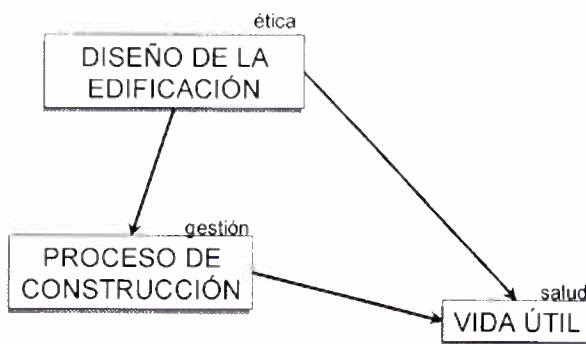 ética
DISEÑO DE LA
EDIFICACIÓN
gestión
PROCESO DE
CONSTRUCCIÓN
salud
VIDA ÚTIL